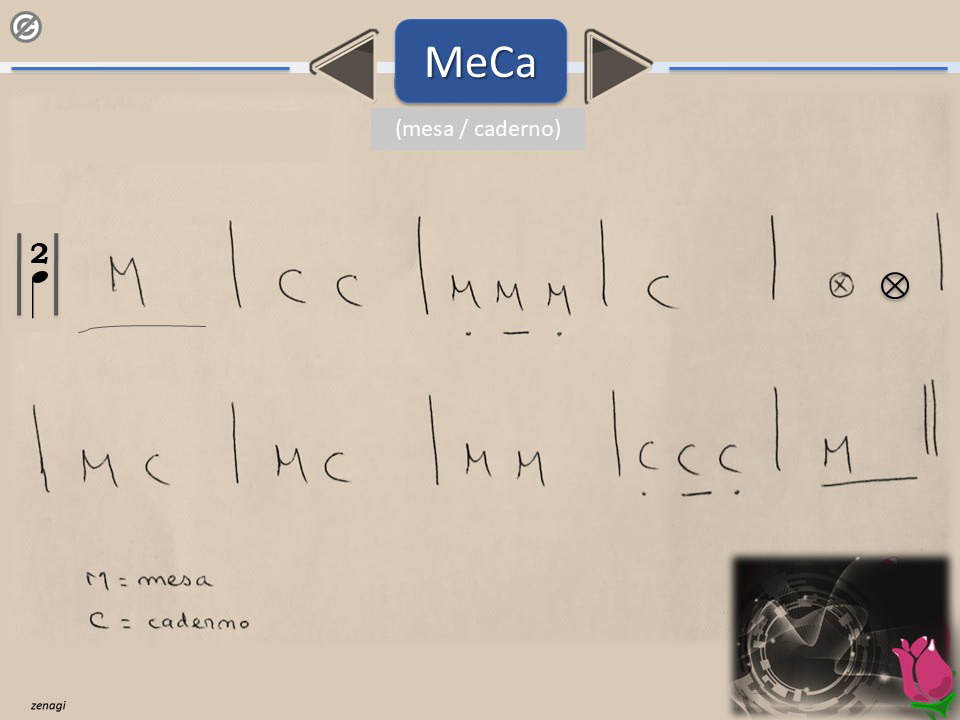 MeCa
(mesa / caderno)
2 M | C C | M M M | C | ⊗ ⊗ |
| M C | M C | M M | C C C | M ||
M = mesa
C = caderno
zenagi